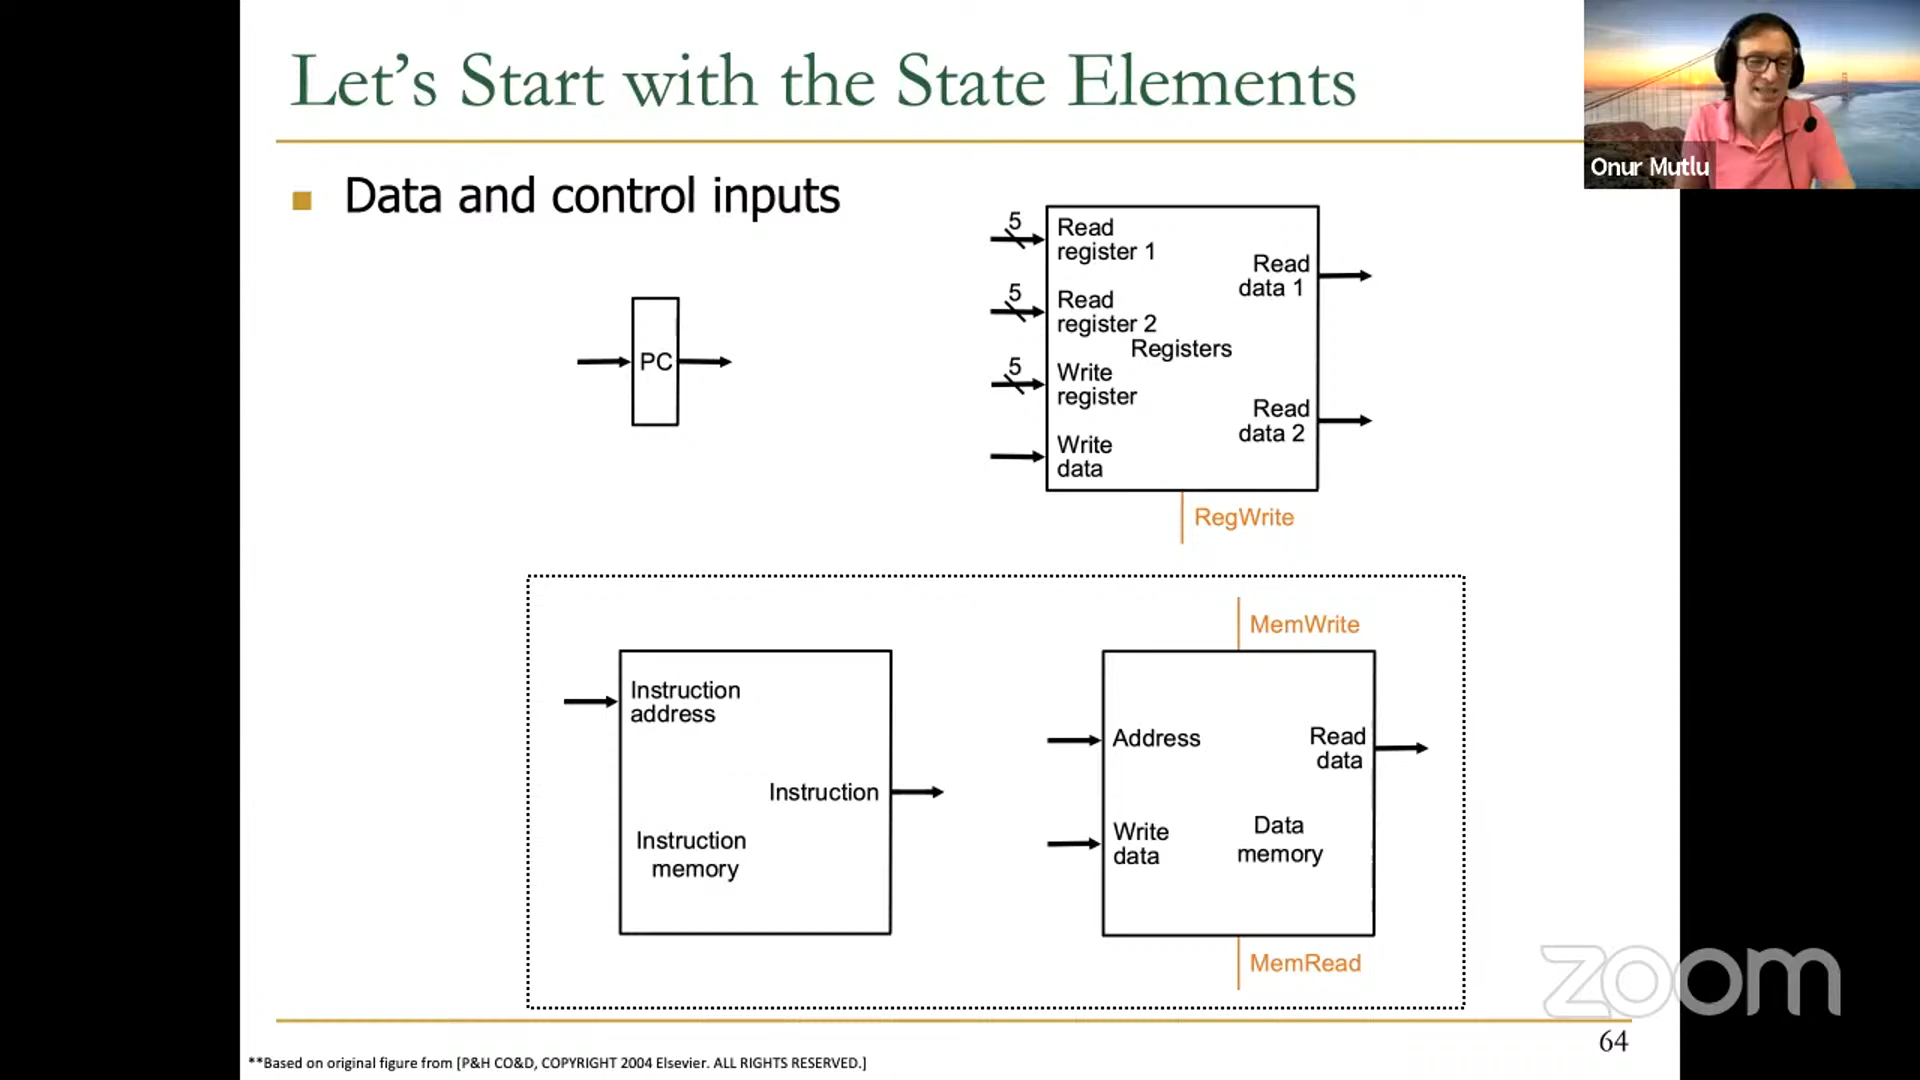 Let's Start with the State Elements
Onur Mutlu
Data and control inputs
PC
5
Read
register 1
5
Read
register 2
Registers
5
Write
register
Write
data
Read
data 1
Read
data 2
RegWrite
Instruction
address
Instruction
Instruction
memory
MemWrite
Address
Read
data
Write
data
Data
memory
MemRead
zoom
64
**Based on original figure from [P&H CO&D, COPYRIGHT 2004 Elsevier. ALL RIGHTS RESERVED.]